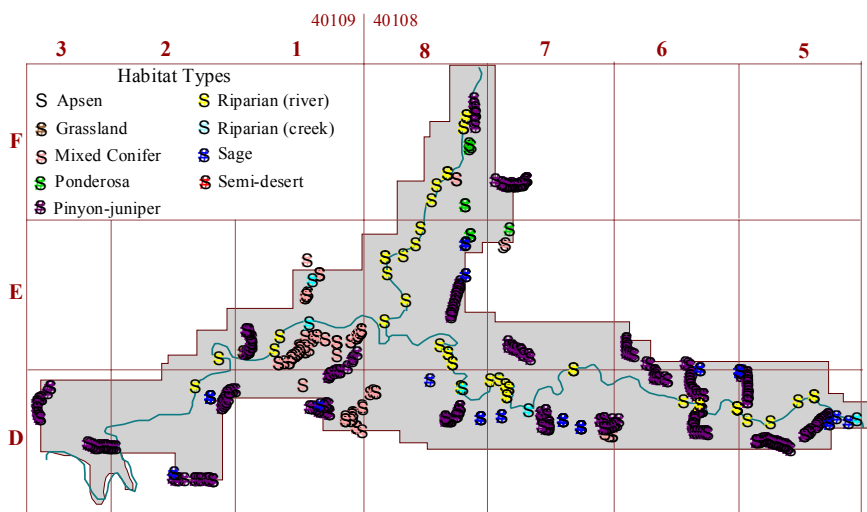 40109 40108
3 2 1 8 7 6 5
Habitat Types
S Apsen S Riparian (river)
S Grassland S Riparian (creek)
S Mixed Conifer S Sage
S Ponderosa S Semi-desert
S Pinyon-juniper
F
E
D